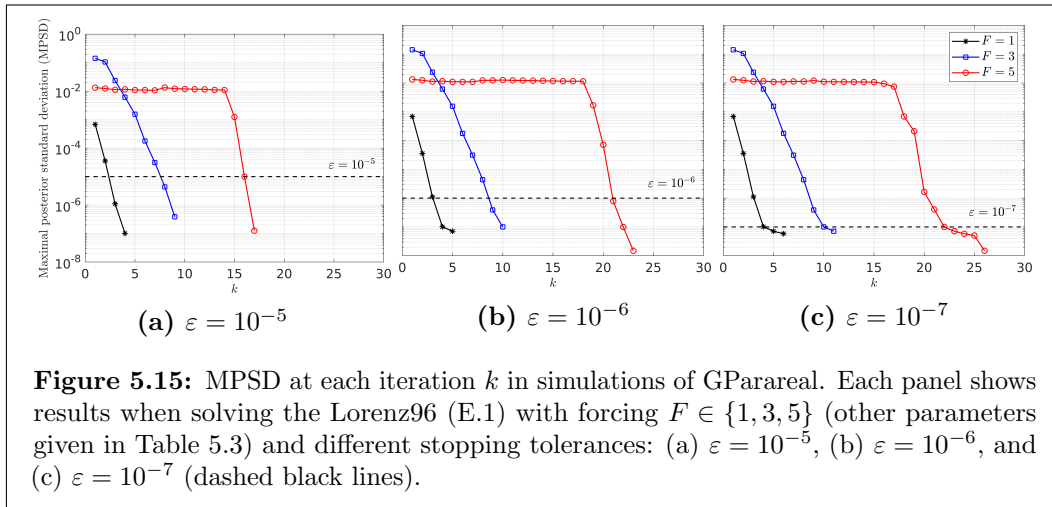 Maximal posterior standard deviation (MPSD)
10^0
10^{-2}
10^{-4}
10^{-6}
10^{-8}
ε = 10^{-5}
0 5 10 15 20 25 30
k
(a) ε = 10^{-5}
ε = 10^{-6}
0 5 10 15 20 25 30
k
(b) ε = 10^{-6}
F = 1
F = 3
F = 5
ε = 10^{-7}
0 5 10 15 20 25 30
k
(c) ε = 10^{-7}
Figure 5.15: MPSD at each iteration k in simulations of GParareal. Each panel shows
results when solving the Lorenz96 (E.1) with forcing F ∈ {1, 3, 5} (other parameters
given in Table 5.3) and different stopping tolerances: (a) ε = 10^{-5}, (b) ε = 10^{-6}, and
(c) ε = 10^{-7} (dashed black lines).